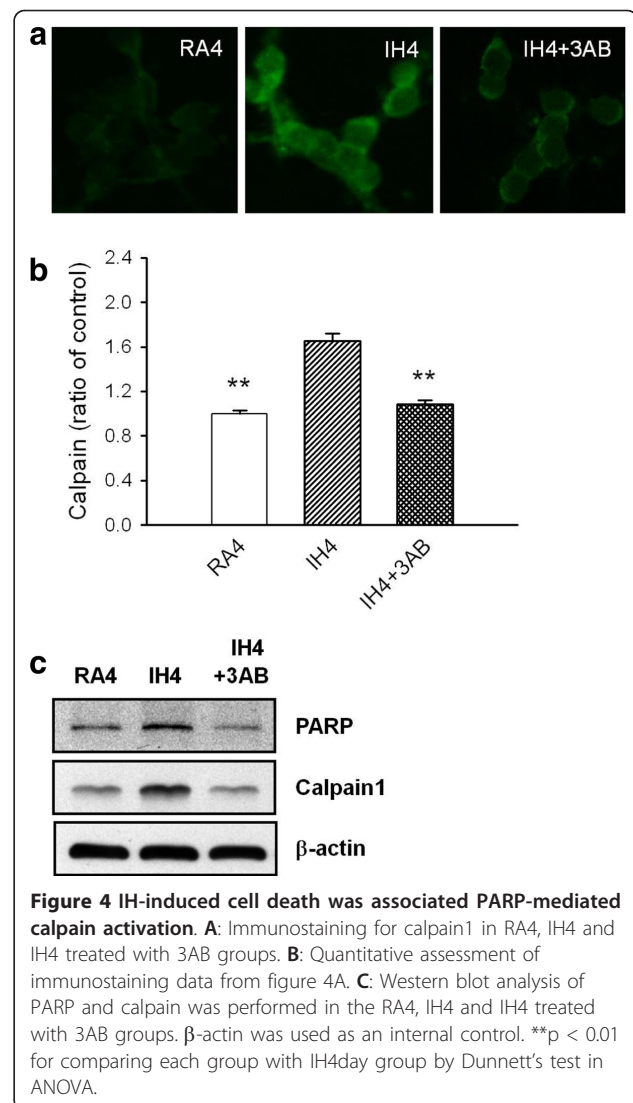 a
RA4
IH4
IH4+3AB
b
Calpain (ratio of control)
2.4
2.0
1.6
1.2
0.8
0.4
0.0
**
**
RA4
IH4
IH4+3AB
c
RA4 IH4 IH4
+3AB
PARP
Calpain1
β-actin
Figure 4 IH-induced cell death was associated PARP-mediated
calpain activation. A: Immunostaining for calpain1 in RA4, IH4 and
IH4 treated with 3AB groups. B: Quantitative assessment of
immunostaining data from figure 4A. C: Western blot analysis of
PARP and calpain was performed in the RA4, IH4 and IH4 treated
with 3AB groups. β-actin was used as an internal control. **p < 0.01
for comparing each group with IH4day group by Dunnett's test in
ANOVA.